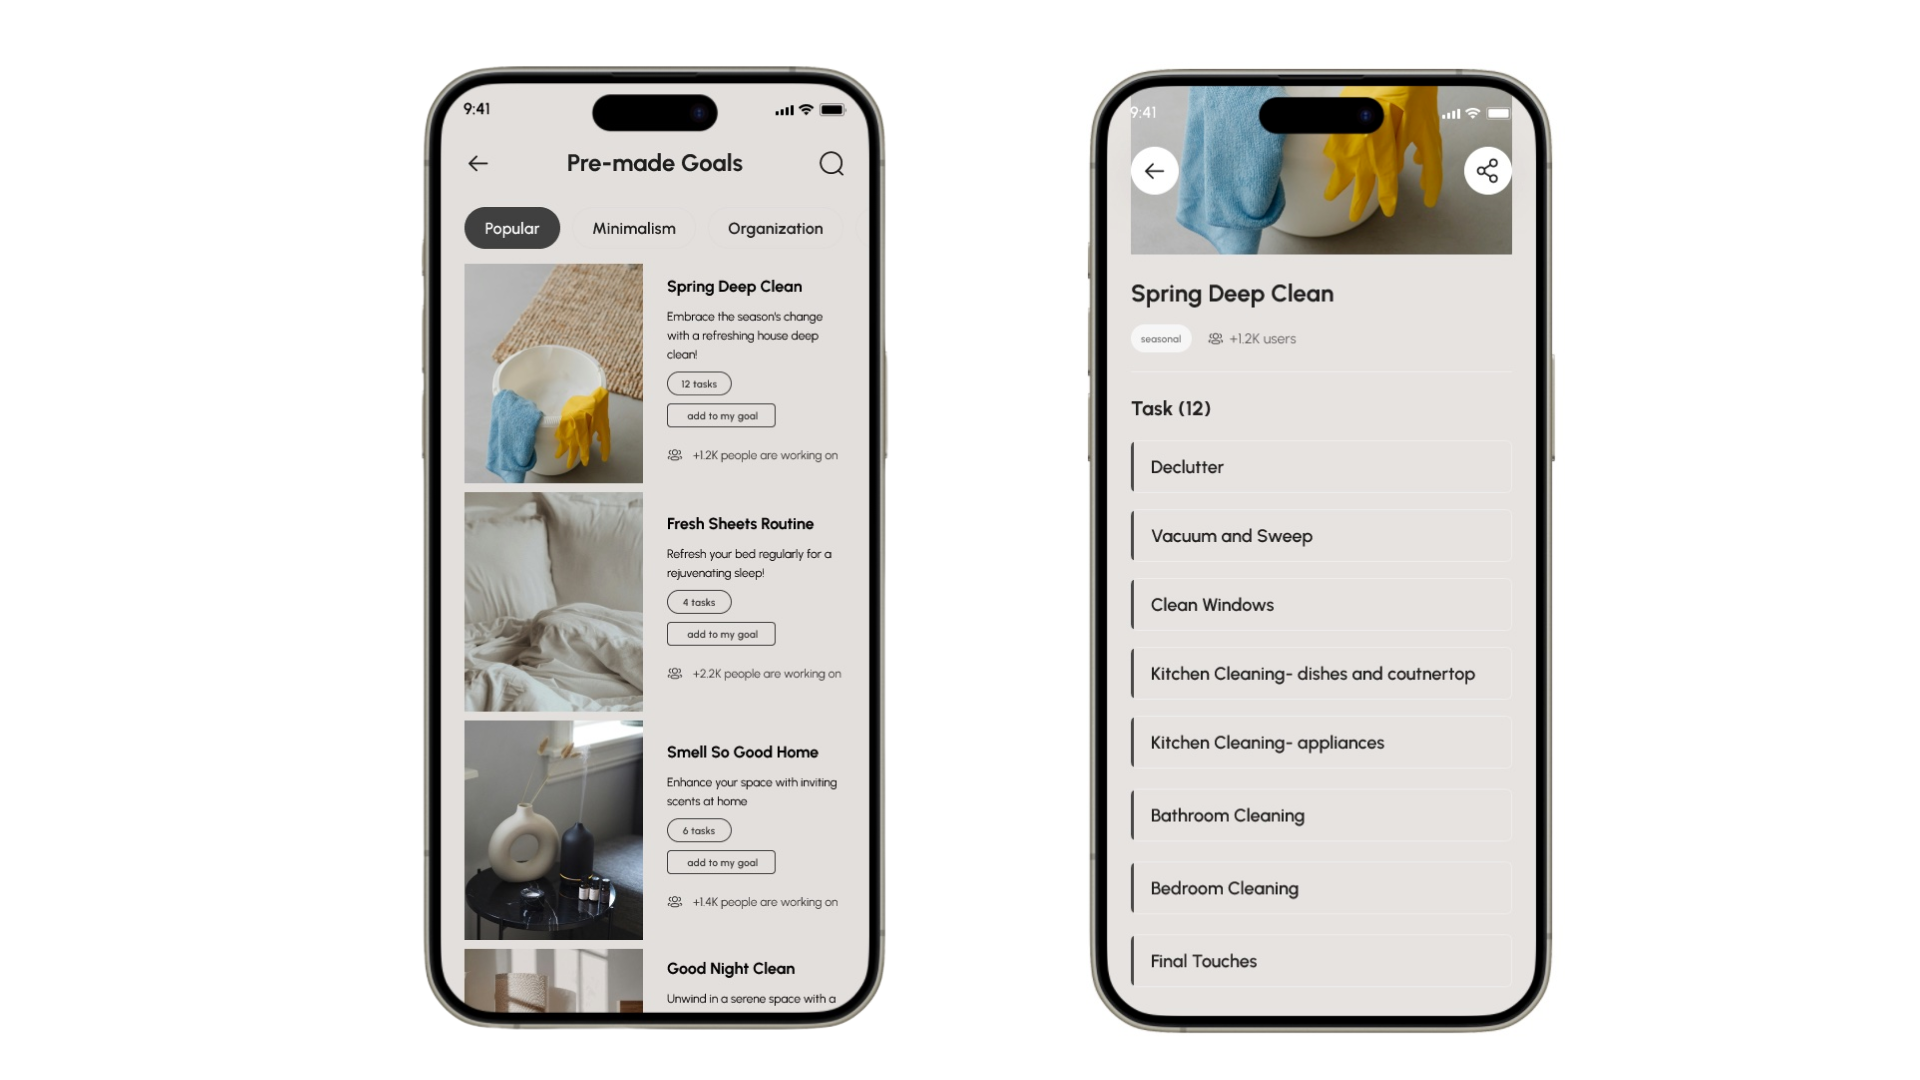 9:41
Pre-made Goals
Popular
Minimalism
Organization
Spring Deep Clean
Embrace the season's change
with a refreshing house deep
clean!
12 tasks
add to my goal
+1.2K people are working on
Fresh Sheets Routine
Refresh your bed regularly for a
rejuvenating sleep!
4 tasks
add to my goal
+2.2K people are working on
Smell So Good Home
Enhance your space with inviting
scents at home
6 tasks
add to my goal
+1.4K people are working on
Good Night Clean
Unwind in a serene space with a
9:41
Spring Deep Clean
seasonal
+1.2K users
Task (12)
Declutter
Vacuum and Sweep
Clean Windows
Kitchen Cleaning- dishes and coutnertop
Kitchen Cleaning- appliances
Bathroom Cleaning
Bedroom Cleaning
Final Touches